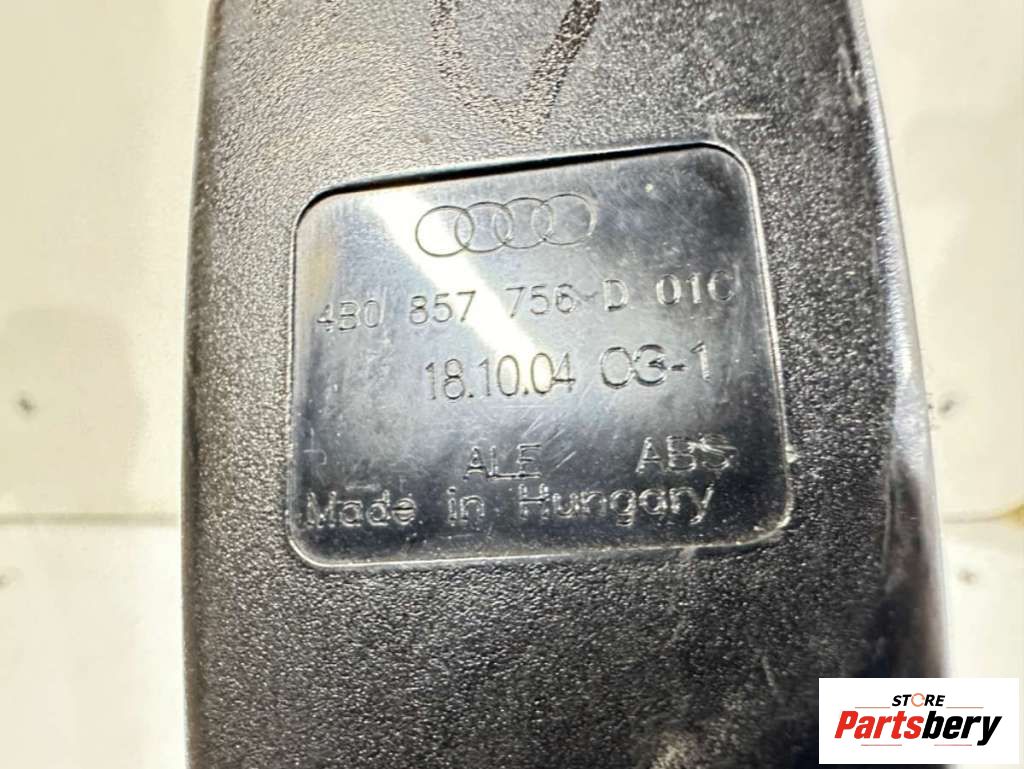 4B0 857 756 D 01C
18.10.04 CG-1
ALE ABS
Made in Hungary
STORE
Partsbery